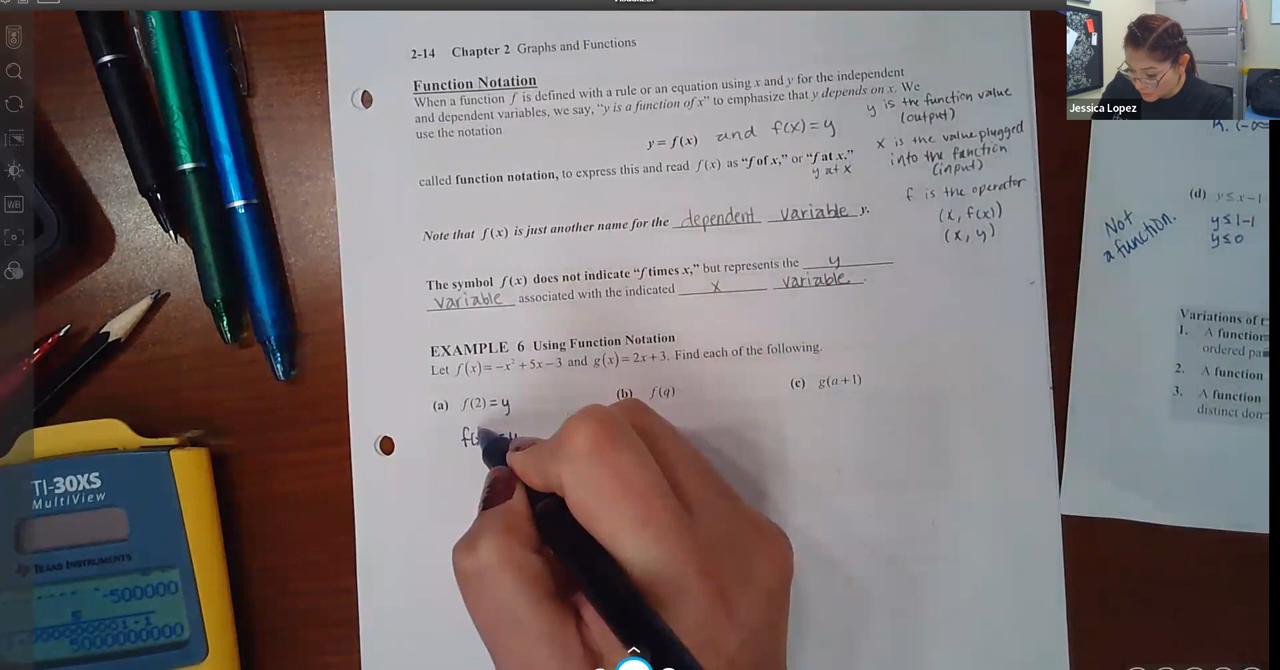 2-14 Chapter 2 Graphs and Functions
Function Notation
When a function f is defined with a rule or an equation using x and y for the independent
and dependent variables, we say, "y is a function of x" to emphasize that y depends on x. We
use the notation
y = f(x) and f(x) = y
called function notation, to express this and read f(x) as "f of x," or "f at x."
y at x
y is the function value
(output)
x is the value plugged
into the function
(input)
f is the operator
(x, f(x))
(x, y)
Note that f(x) is just another name for the dependent variable y.
The symbol f(x) does not indicate "f times x," but represents the y
variable associated with the indicated x variable.
EXAMPLE 6 Using Function Notation
Let f(x) = -x² + 5x - 3 and g(x) = 2x + 3. Find each of the following.
(a) f(2) = y
(b) f(q)
(c) g(a+1)
Jessica Lopez
(d) y ≤ x - 1
Not
a function.
y ≤ 1-1
y ≤ 0
Variations of
1. A function
ordered
2. A function
3. A function
distinct
TI-30XS
MultiView
TEXAS INSTRUMENTS
-500000
5000000000
WB